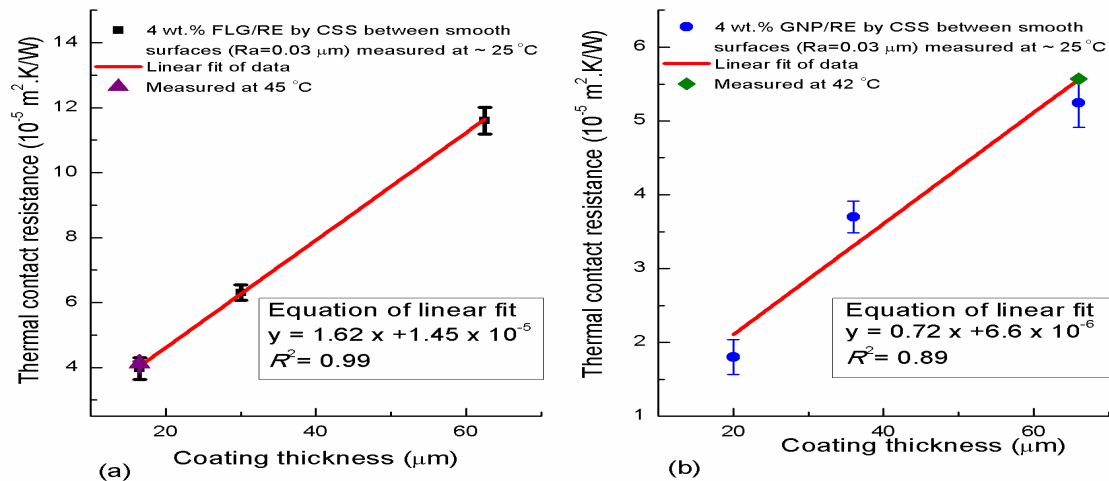 4 wt.% FLG/RE by CSS between smooth
surfaces (Ra=0.03 μm) measured at ~ 25 °C
Linear fit of data
Measured at 45 °C
Thermal contact resistance (10-5 m2.K/W)
14
12
10
8
6
4
Equation of linear fit
y = 1.62 x +1.45 x 10-5
R2= 0.99
20
40
60
Coating thickness (μm)
(a)
4 wt.% GNP/RE by CSS between smooth
surfaces (Ra=0.03 μm) measured at ~ 25°C
Linear fit of data
Measured at 42 °C
Thermal contact resistance (10-5 m2.K/W)
6
5
4
3
2
1
Equation of linear fit
y = 0.72 x +6.6 x 10-6
R2= 0.89
20
40
60
Coating thickness (μm)
(b)